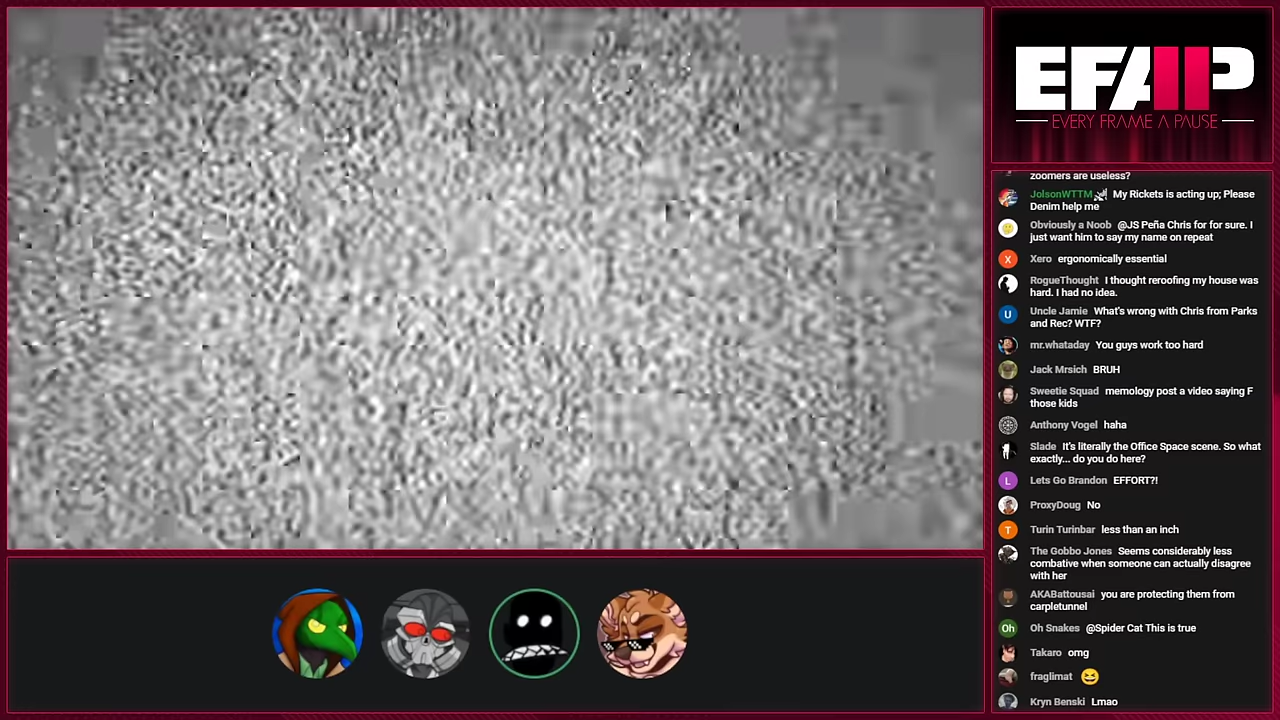 EFAP
EVERY FRAME A PAUSE
zoomers are useless?
JolsonWTTM My Rickets is acting up; Please
Denim help me
Obviously a Noob @JS Peña Chris for for sure. I
just want him to say my name on repeat
X
Xero ergonomically essential
RogueThought I thought reroofing my house was
hard. I had no idea.
U
Uncle Jamie What's wrong with Chris from Parks
and Rec? WTF?
mr.whataday You guys work too hard
Jack Mrsich BRUH
Sweetie Squad memology post a video saying F
those kids
Anthony Vogel haha
Slade It's literally the Office Space scene. So what
exactly... do you do here?
L
Lets Go Brandon EFFORT?!
ProxyDoug No
T
Turin Turinbar less than an inch
The Gobbo Jones Seems considerably less
combative when someone can actually disagree
with her
AKABattousai you are protecting them from
carpletunnel
Oh
Oh Snakes @Spider Cat This is true
Takaro omg
fraglimat 😆
Kryn Benski Lmao